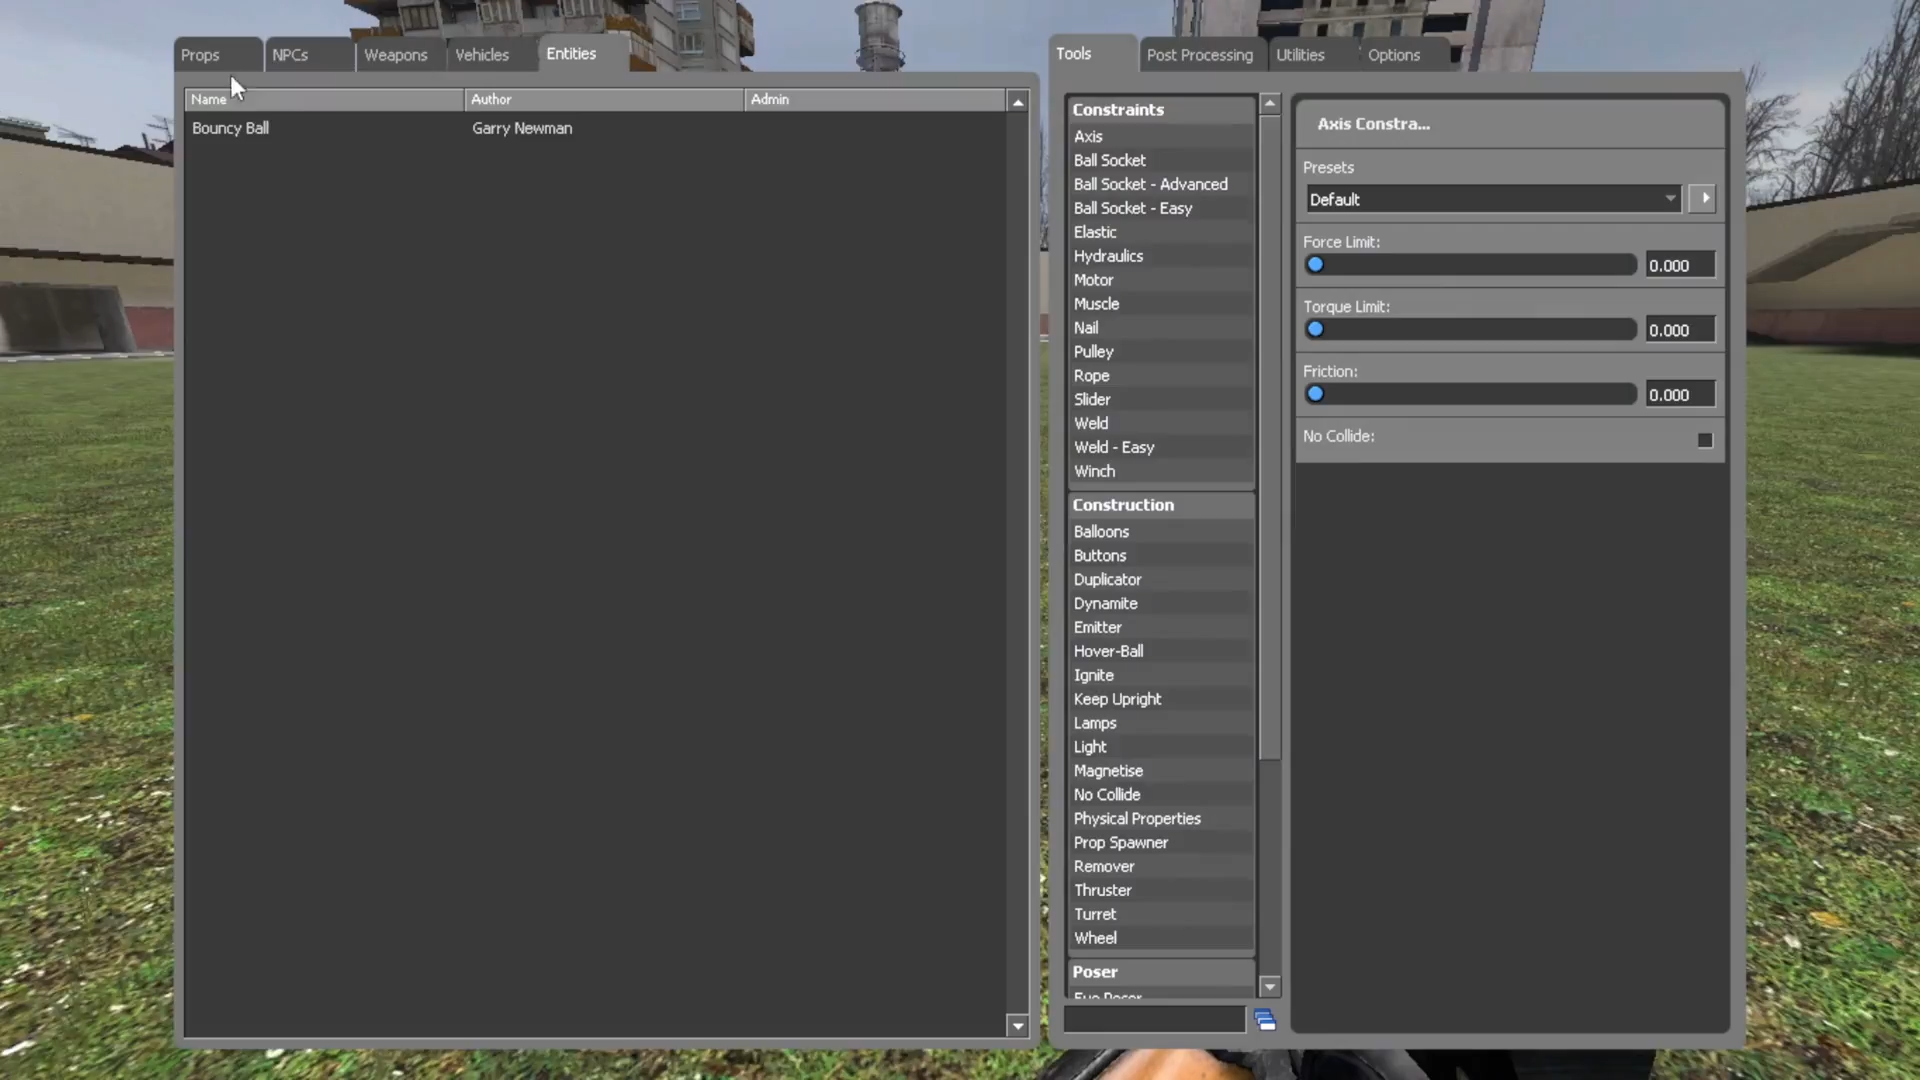 Props
NPCs
Weapons
Vehicles
Entities
Name
Author
Admin
Bouncy Ball
Garry Newman
Tools
Post Processing
Utilities
Options
Constraints
Axis
Ball Socket
Ball Socket - Advanced
Ball Socket - Easy
Elastic
Hydraulics
Motor
Muscle
Nail
Pulley
Rope
Slider
Weld
Weld - Easy
Winch
Construction
Balloons
Buttons
Duplicator
Dynamite
Emitter
Hover-Ball
Ignite
Keep Upright
Lamps
Light
Magnetise
No Collide
Physical Properties
Prop Spawner
Remover
Thruster
Turret
Wheel
Poser
Eye Poser
Axis Constra...
Presets
Default
Force Limit:
0.000
Torque Limit:
0.000
Friction:
0.000
No Collide: